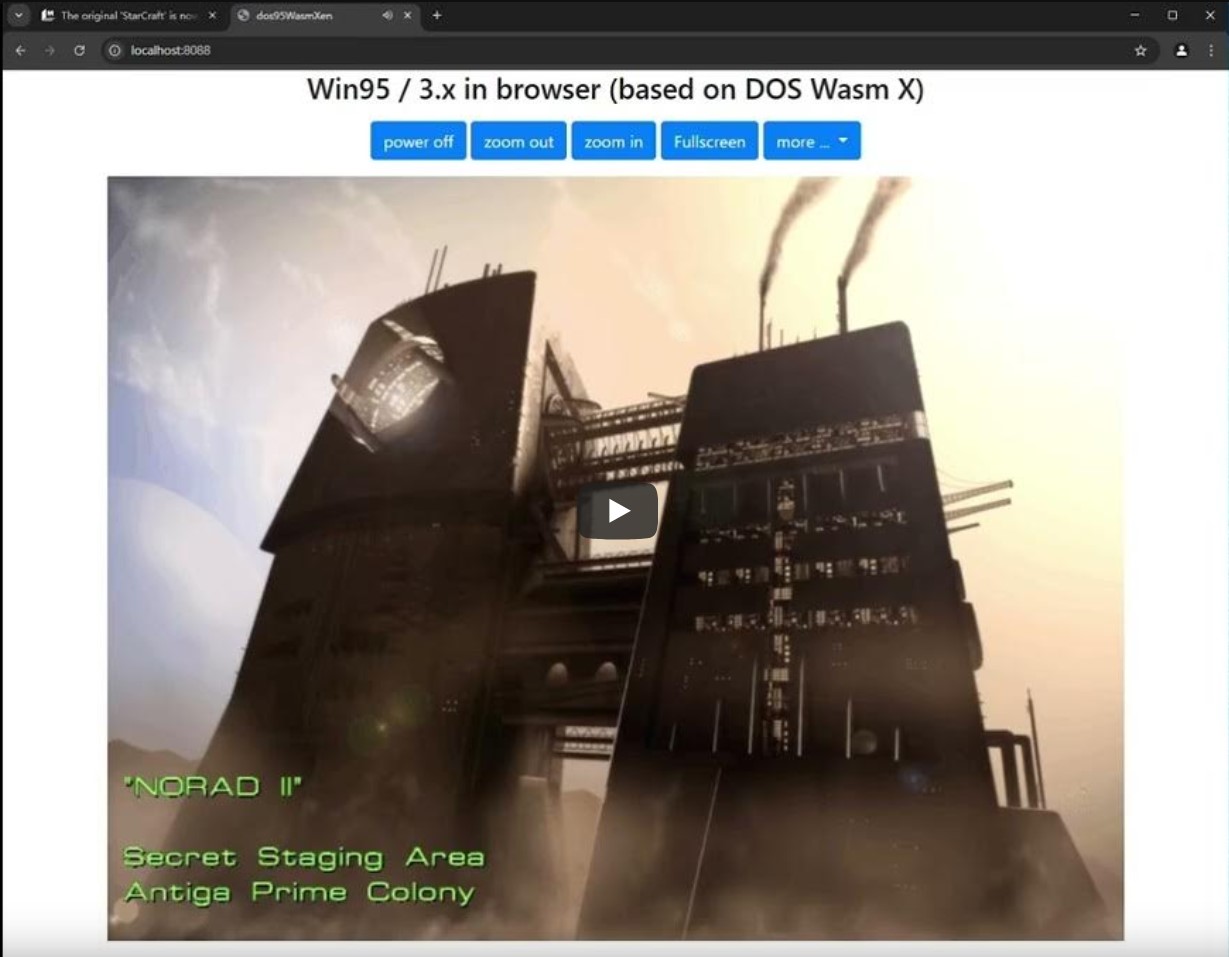 The original 'StarCraft' is now
dos95WasmXen
localhost:8088
Win95 / 3.x in browser (based on DOS Wasm X)
power off zoom out zoom in Fullscreen more ...
"NORAD II"
Secret Staging Area
Antiga Prime Colony